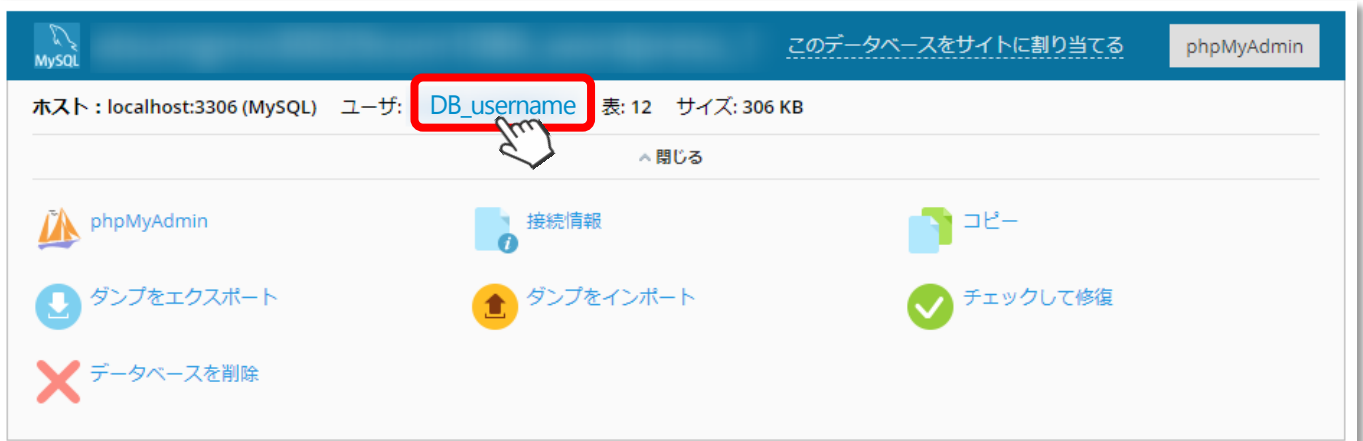 MySQL このデータベースをサイトに割り当てる phpMyAdmin
ホスト：localhost:3306 (MySQL) ユーザ: DB_username 表: 12 サイズ: 306 KB
閉じる
phpMyAdmin 接続情報 コピー
ダンプをエクスポート ダンプをインポート チェックして修復
データベースを削除